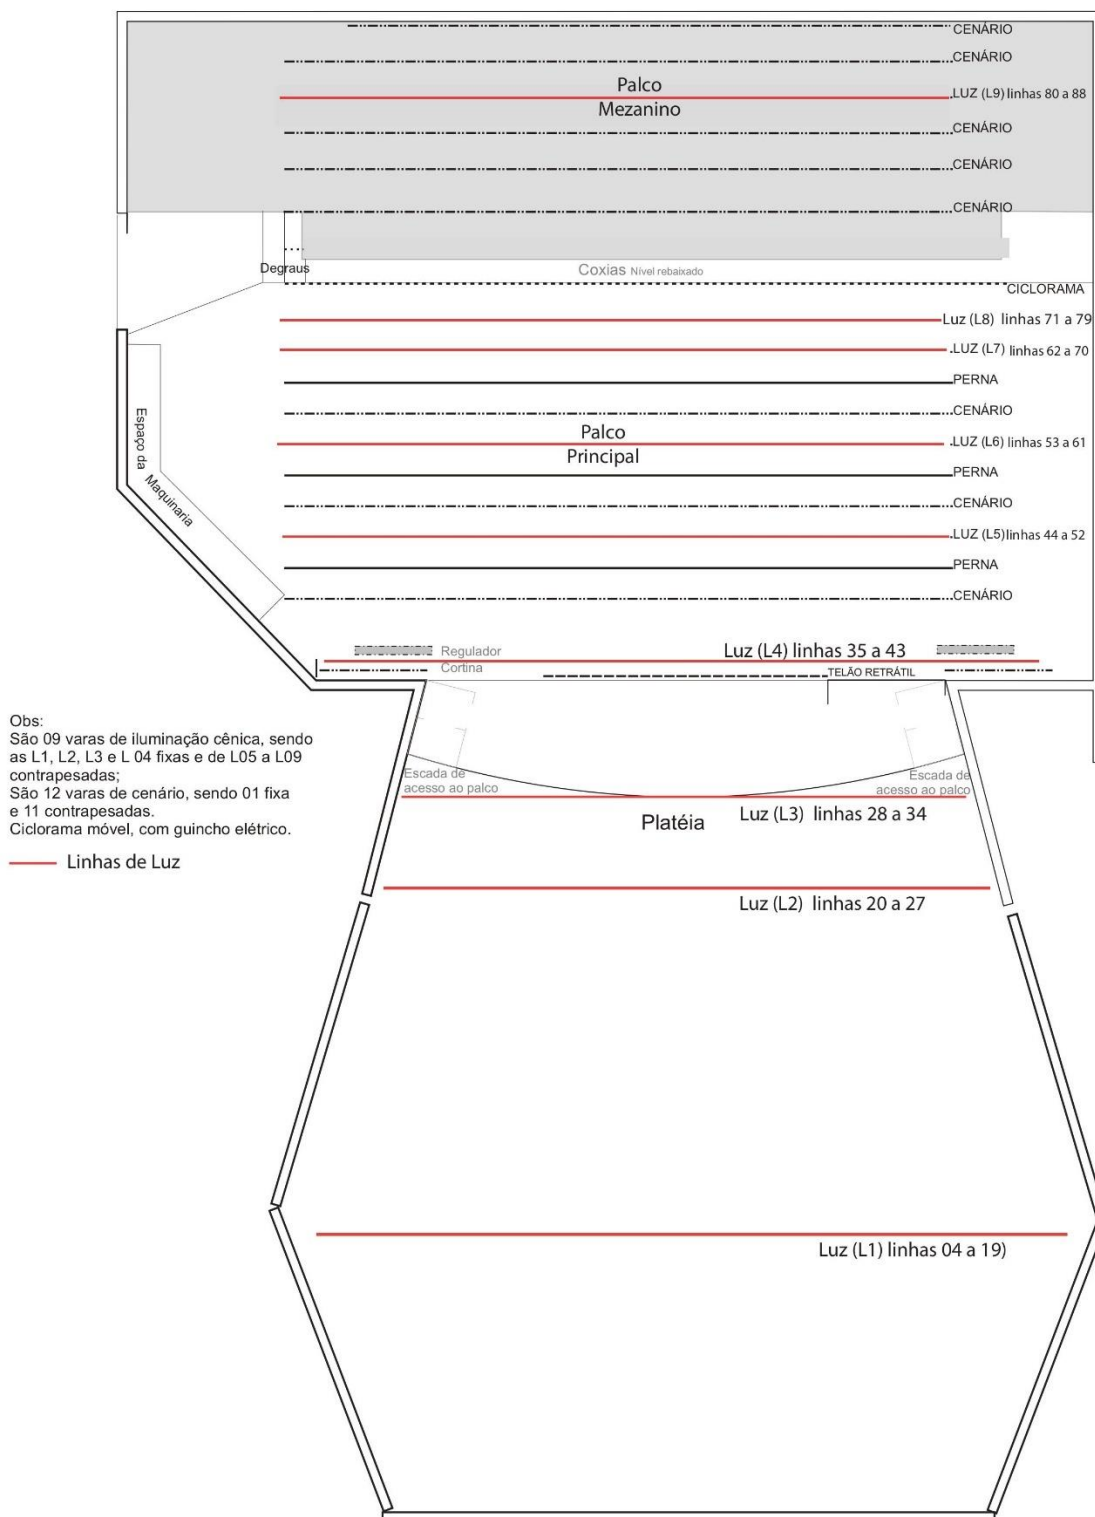 CENÁRIO
CENÁRIO
Palco
LUZ (L9) linhas 80 a 88
Mezanino
CENÁRIO
CENÁRIO
CENÁRIO
Degraus
Coxias Nível rebaixado
CICLORAMA
Luz (L8) linhas 71 a 79
LUZ (L7) linhas 62 a 70
PERNA
CENÁRIO
Espaço da Maquinaria
Palco
LUZ (L6) linhas 53 a 61
Principal
PERNA
CENÁRIO
LUZ (L5) linhas 44 a 52
PERNA
CENÁRIO
Regulador
Luz (L4) linhas 35 a 43
Cortina
TELÃO RETRÁTIL
Obs:
São 09 varas de iluminação cênica, sendo
as L1, L2, L3 e L 04 fixas e de L05 a L09
contrapesadas;
São 12 varas de cenário, sendo 01 fixa
e 11 contrapesadas.
Ciclorama móvel, com guincho elétrico.
Linhas de Luz
Escada de
acesso ao palco
Escada de
acesso ao palco
Platéia
Luz (L3) linhas 28 a 34
Luz (L2) linhas 20 a 27
Luz (L1) linhas 04 a 19)